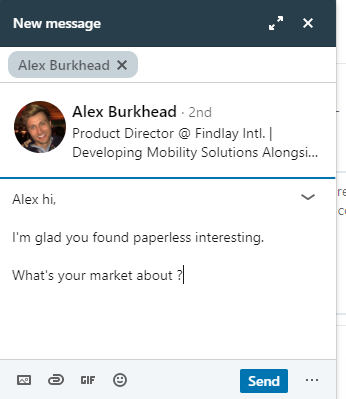 New message
Alex Burkhead
Alex Burkhead · 2nd
Product Director @ Findlay Intl. |
Developing Mobility Solutions Alongsi...
Alex hi,
I'm glad you found paperless interesting.
What's your market about ?
GIF
Send